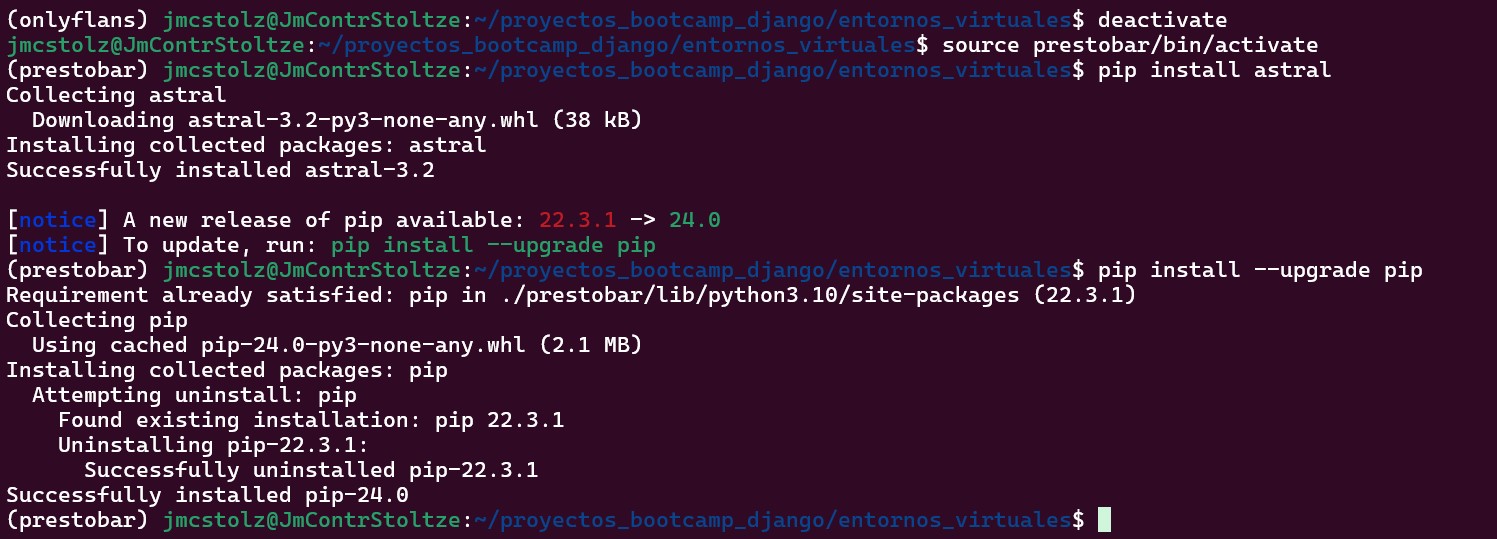 (onlyflans) jmcstolz@JmContrStoltze:~/proyectos_bootcamp_django/entornos_virtuales$ deactivate
jmcstolz@JmContrStoltze:~/proyectos_bootcamp_django/entornos_virtuales$ source prestobar/bin/activate
(prestobar) jmcstolz@JmContrStoltze:~/proyectos_bootcamp_django/entornos_virtuales$ pip install astral
Collecting astral
  Downloading astral-3.2-py3-none-any.whl (38 kB)
Installing collected packages: astral
Successfully installed astral-3.2

[notice] A new release of pip available: 22.3.1 -> 24.0
[notice] To update, run: pip install --upgrade pip
(prestobar) jmcstolz@JmContrStoltze:~/proyectos_bootcamp_django/entornos_virtuales$ pip install --upgrade pip
Requirement already satisfied: pip in ./prestobar/lib/python3.10/site-packages (22.3.1)
Collecting pip
  Using cached pip-24.0-py3-none-any.whl (2.1 MB)
Installing collected packages: pip
  Attempting uninstall: pip
    Found existing installation: pip 22.3.1
    Uninstalling pip-22.3.1:
      Successfully uninstalled pip-22.3.1
Successfully installed pip-24.0
(prestobar) jmcstolz@JmContrStoltze:~/proyectos_bootcamp_django/entornos_virtuales$